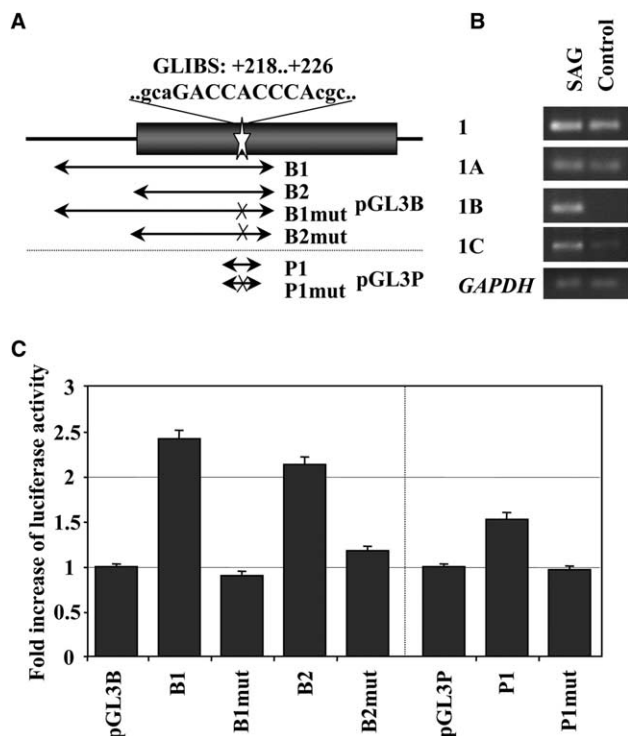 A
GLIBS: +218..+226
..gcaGACCACCCAcgc..
B1
B2
B1mut pGL3B
B2mut
P1
P1mut pGL3P
B
SAG Control
1
1A
1B
1C
GAPDH
C
Fold increase of luciferase activity
3
2.5
2
1.5
1
0.5
0
pGL3B B1 B1mut B2 B2mut pGL3P P1 P1mut